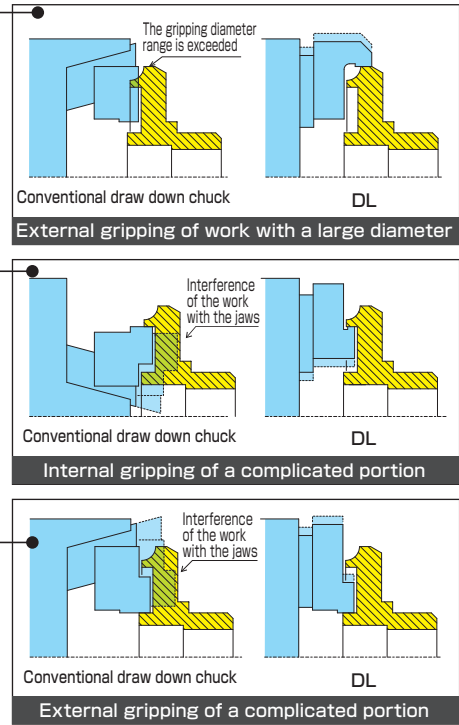 The gripping diameter
range is exceeded
Conventional draw down chuck
DL
External gripping of work with a large diameter
Interference
of the work
with the jaws
Conventional draw down chuck
DL
Internal gripping of a complicated portion
Interference
of the work
with the jaws
Conventional draw down chuck
DL
External gripping of a complicated portion